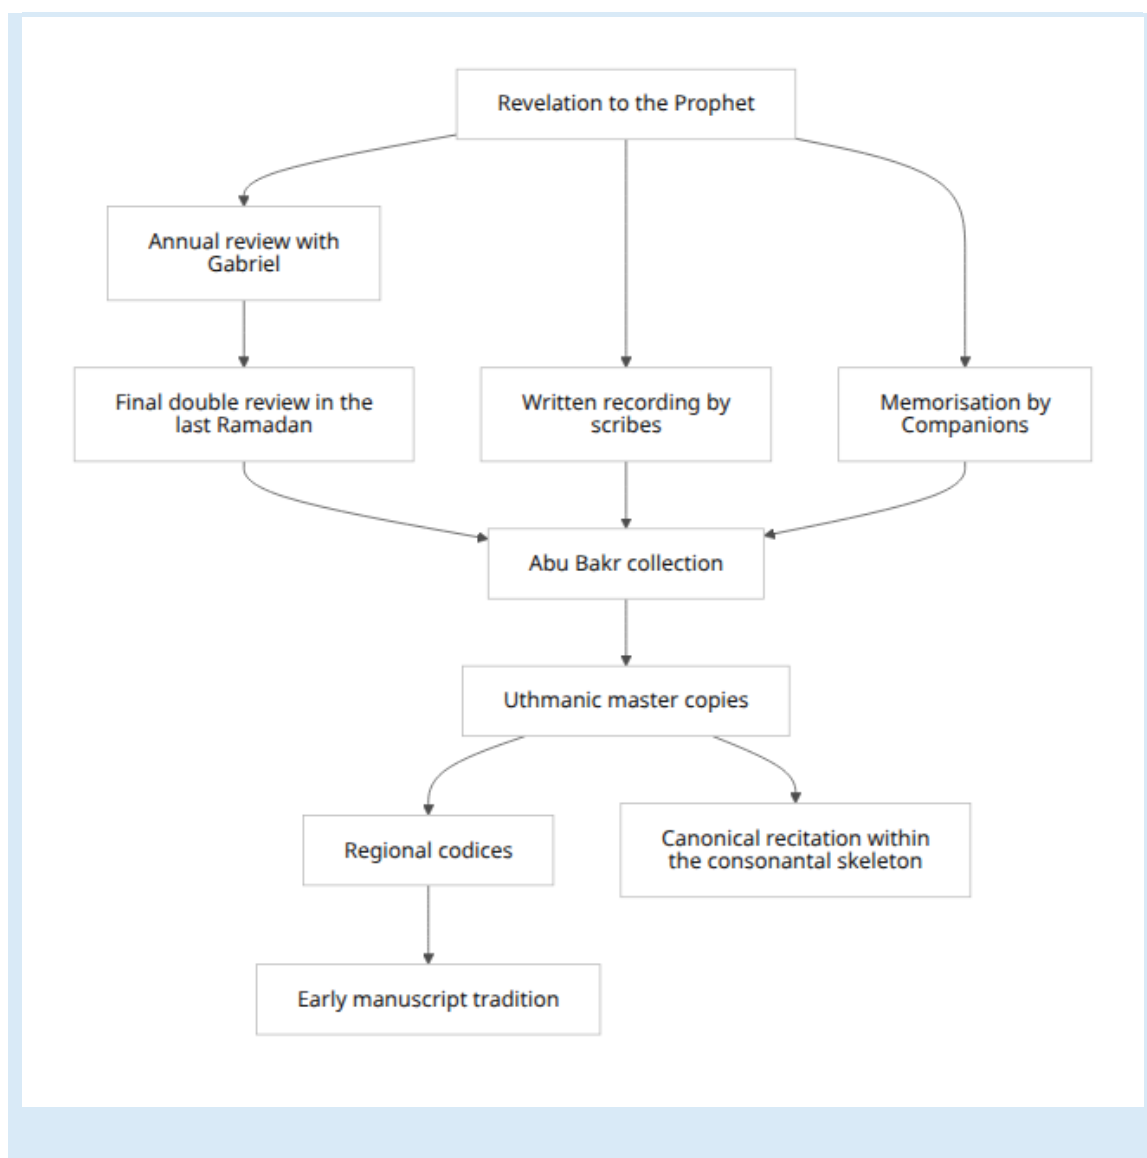 Revelation to the Prophet
Annual review with
Gabriel
Final double review in the
last Ramadan
Written recording by
scribes
Memorisation by
Companions
Abu Bakr collection
Uthmanic master copies
Regional codices
Canonical recitation within
the consonantal skeleton
Early manuscript tradition